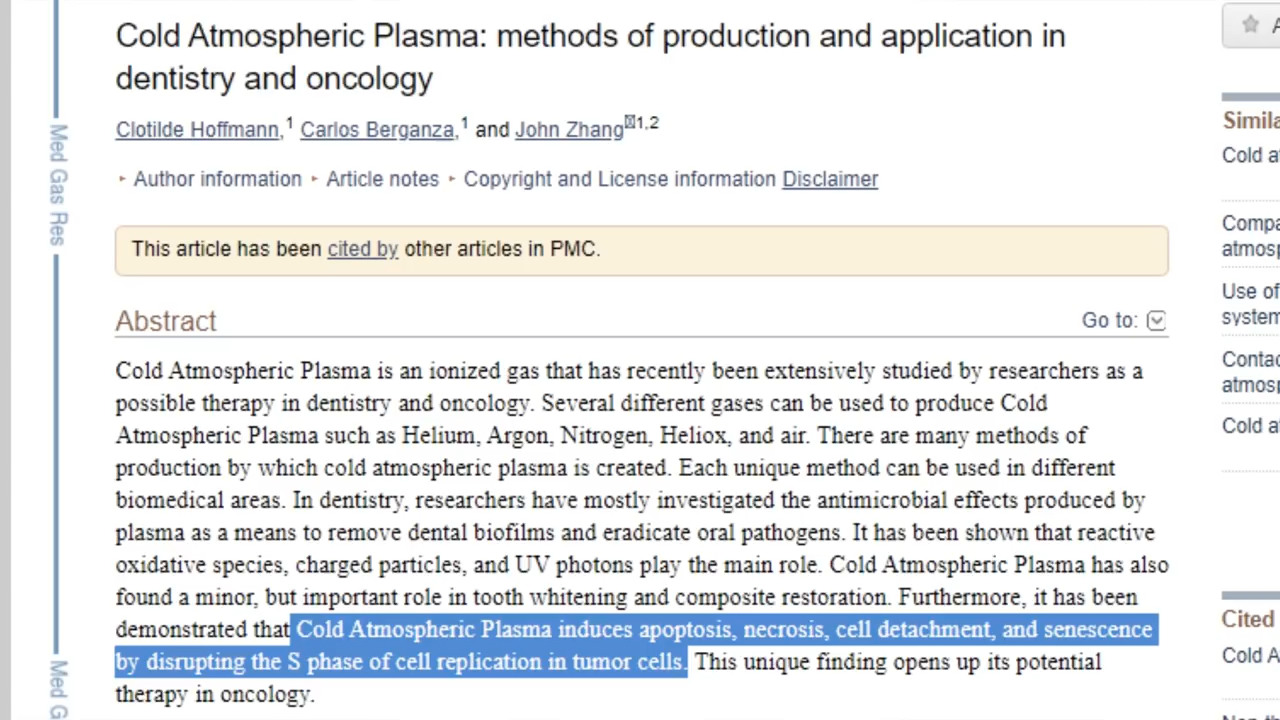 Cold Atmospheric Plasma: methods of production and application in
dentistry and oncology
Clotilde Hoffmann,1 Carlos Berganza,1 and John Zhang1,2
Author information Article notes Copyright and License information Disclaimer
This article has been cited by other articles in PMC.
Abstract
Go to:
Cold Atmospheric Plasma is an ionized gas that has recently been extensively studied by researchers as a
possible therapy in dentistry and oncology. Several different gases can be used to produce Cold
Atmospheric Plasma such as Helium, Argon, Nitrogen, Heliox, and air. There are many methods of
production by which cold atmospheric plasma is created. Each unique method can be used in different
biomedical areas. In dentistry, researchers have mostly investigated the antimicrobial effects produced by
plasma as a means to remove dental biofilms and eradicate oral pathogens. It has been shown that reactive
oxidative species, charged particles, and UV photons play the main role. Cold Atmospheric Plasma has also
found a minor, but important role in tooth whitening and composite restoration. Furthermore, it has been
demonstrated that Cold Atmospheric Plasma induces apoptosis, necrosis, cell detachment, and senescence
by disrupting the S phase of cell replication in tumor cells. This unique finding opens up its potential
therapy in oncology.
Med Gas Res
Med G
A
Simila
Cold a
Compa
atmosp
Use of
system
Contac
atmosp
Cold a
Cited
Cold A